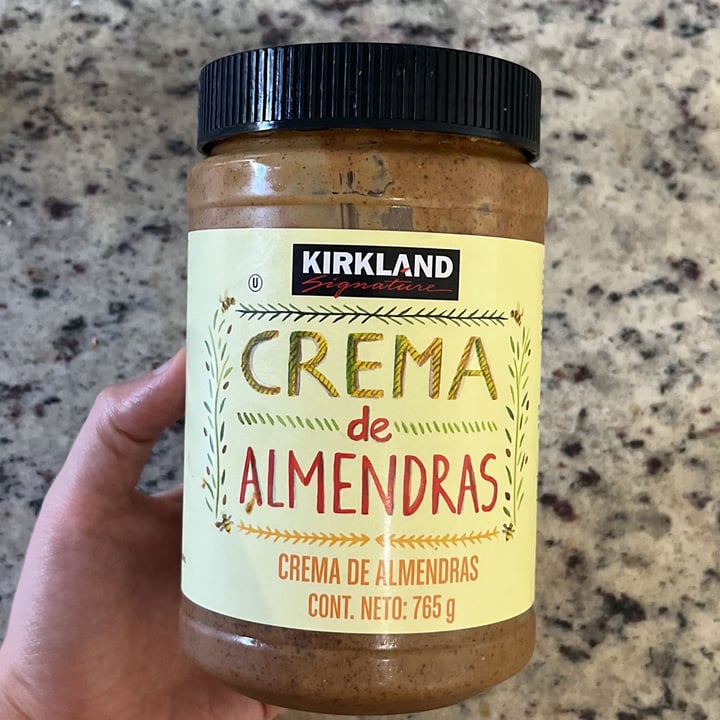 KIRKLAND
Signature
U
CREMA
de
ALMENDRAS
CREMA DE ALMENDRAS
CONT. NETO: 765 g